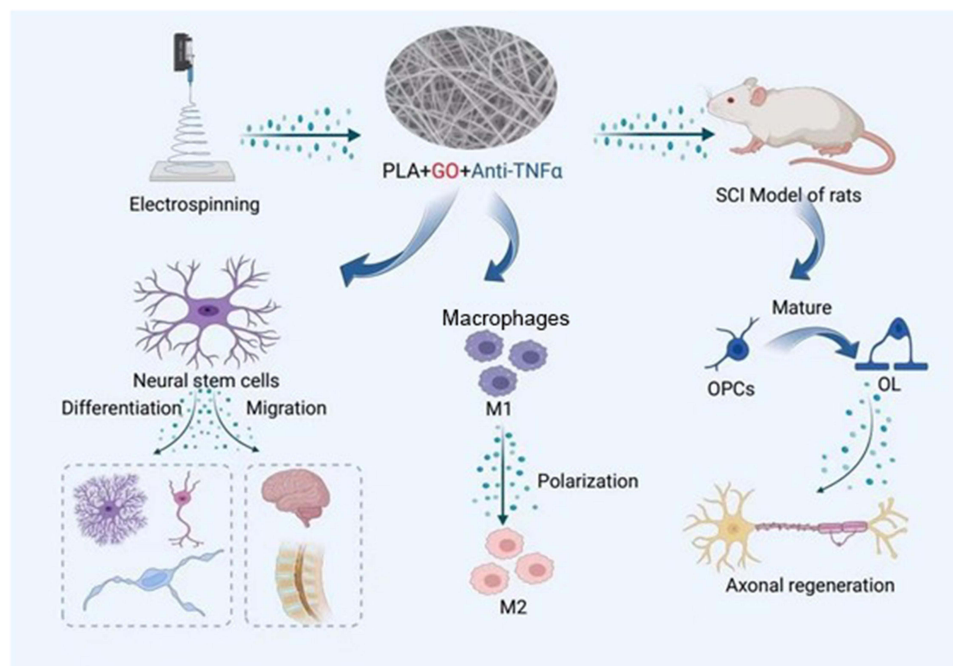 Electrospinning
PLA+GO+Anti-TNFα
SCI Model of rats
Neural stem cells
Differentiation
Migration
Macrophages
M1
Polarization
M2
Mature
OPCs
OL
Axonal regeneration